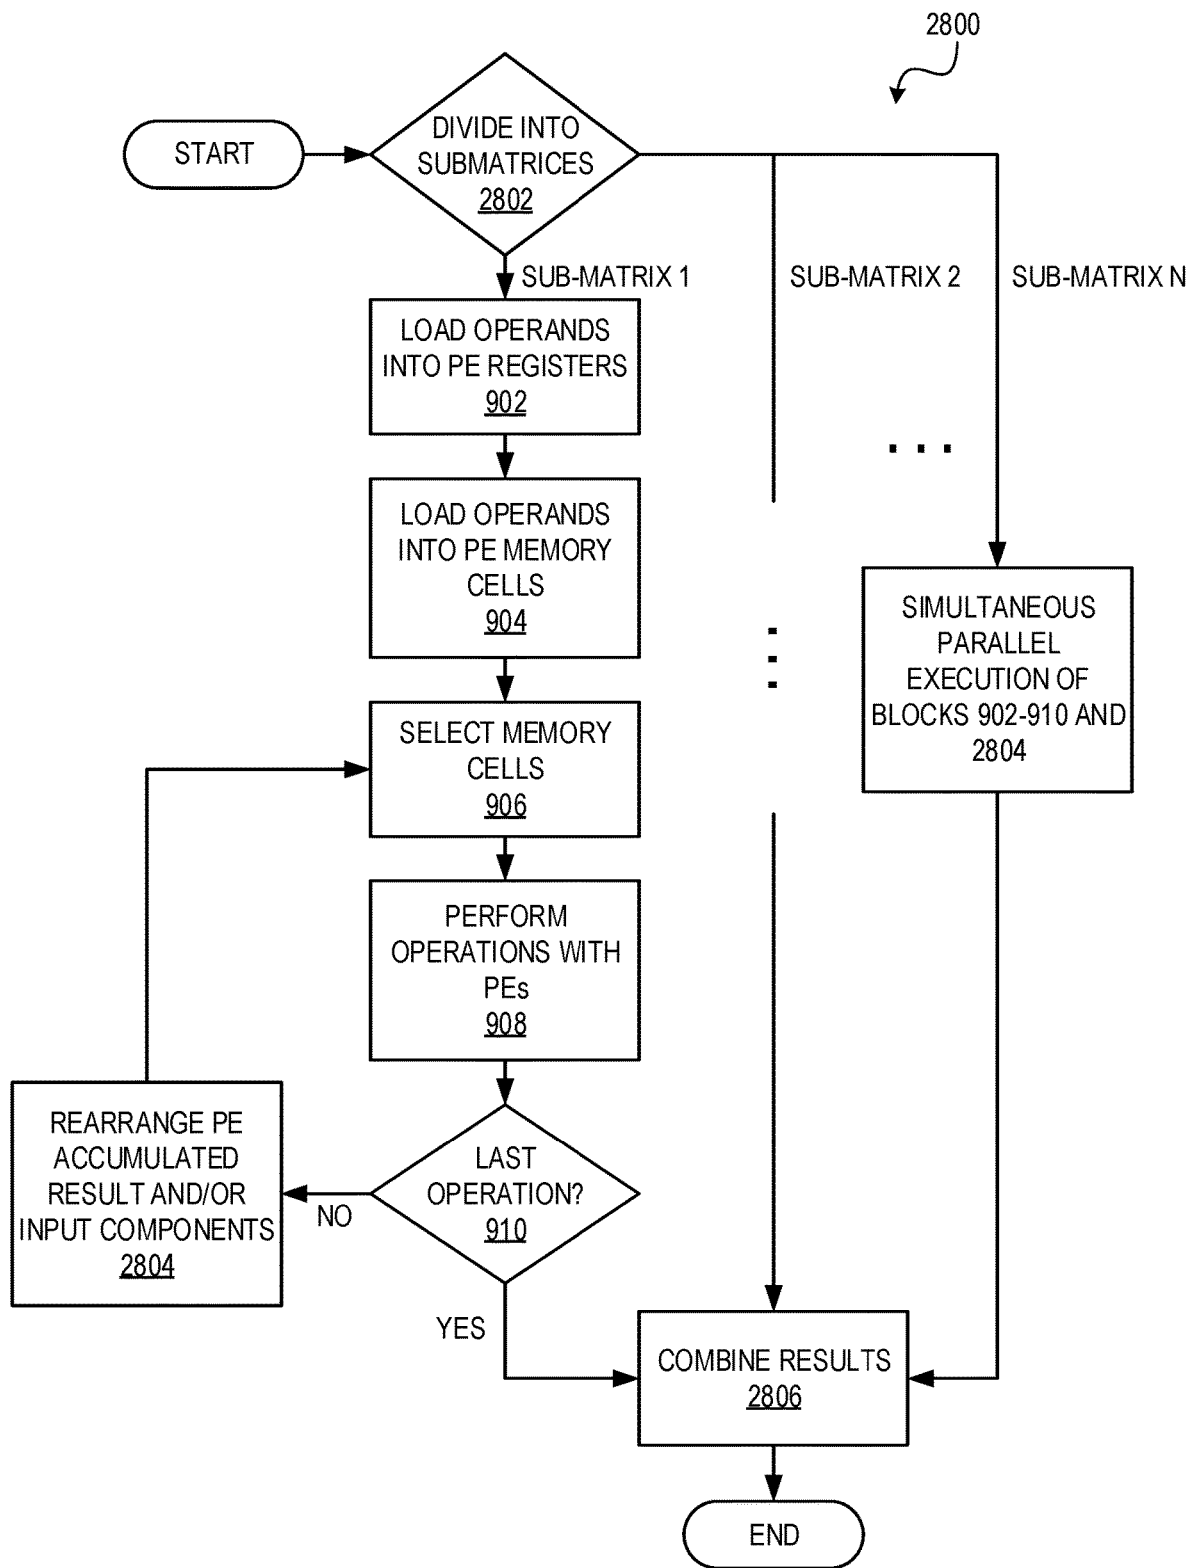 2800
START
DIVIDE INTO
SUBMATRICES
2802
SUB-MATRIX 1
SUB-MATRIX 2
SUB-MATRIX N
LOAD OPERANDS
INTO PE REGISTERS
902
. . .
LOAD OPERANDS
INTO PE MEMORY
CELLS
904
SIMULTANEOUS
PARALLEL
EXECUTION OF
BLOCKS 902-910 AND
2804
SELECT MEMORY
CELLS
906
PERFORM
OPERATIONS WITH
PEs
908
REARRANGE PE
ACCUMULATED
RESULT AND/OR
INPUT COMPONENTS
2804
NO
LAST
OPERATION?
910
YES
COMBINE RESULTS
2806
END